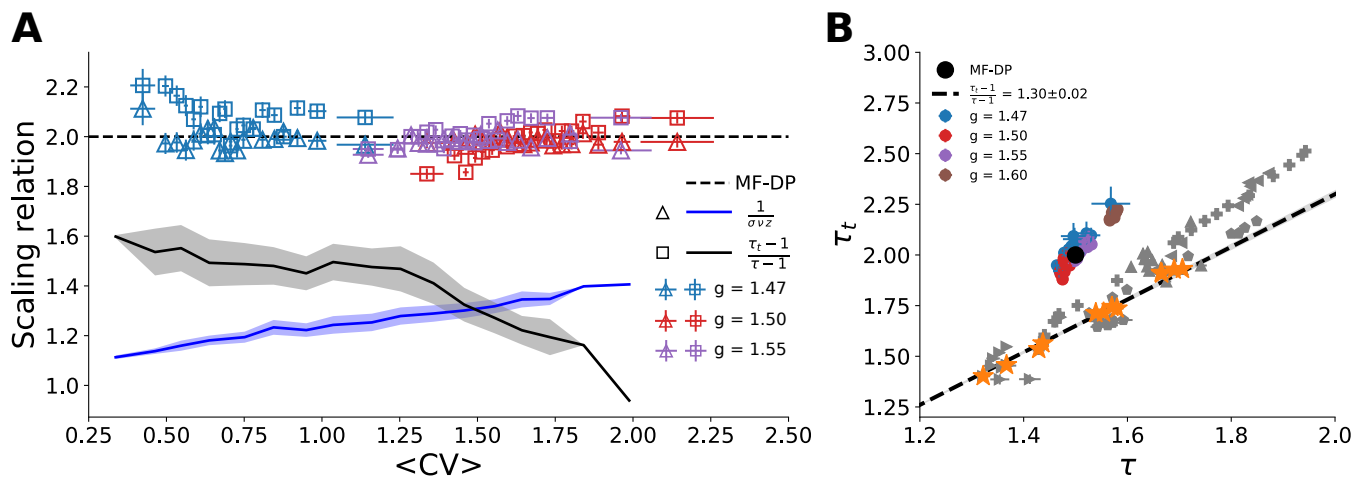 A
Scaling relation
2.2
2.0
1.8
1.6
1.4
1.2
1.0
0.25 0.50 0.75 1.00 1.25 1.50 1.75 2.00 2.25 2.50
<CV>
MF-DP
1/σνz
τ_t − 1/τ − 1
g = 1.47
g = 1.50
g = 1.55
B
τ_t
3.00
2.75
2.50
2.25
2.00
1.75
1.50
1.25
1.2 1.4 1.6 1.8 2.0
τ
MF-DP
τ_t − 1/τ − 1 = 1.30±0.02
g = 1.47
g = 1.50
g = 1.55
g = 1.60